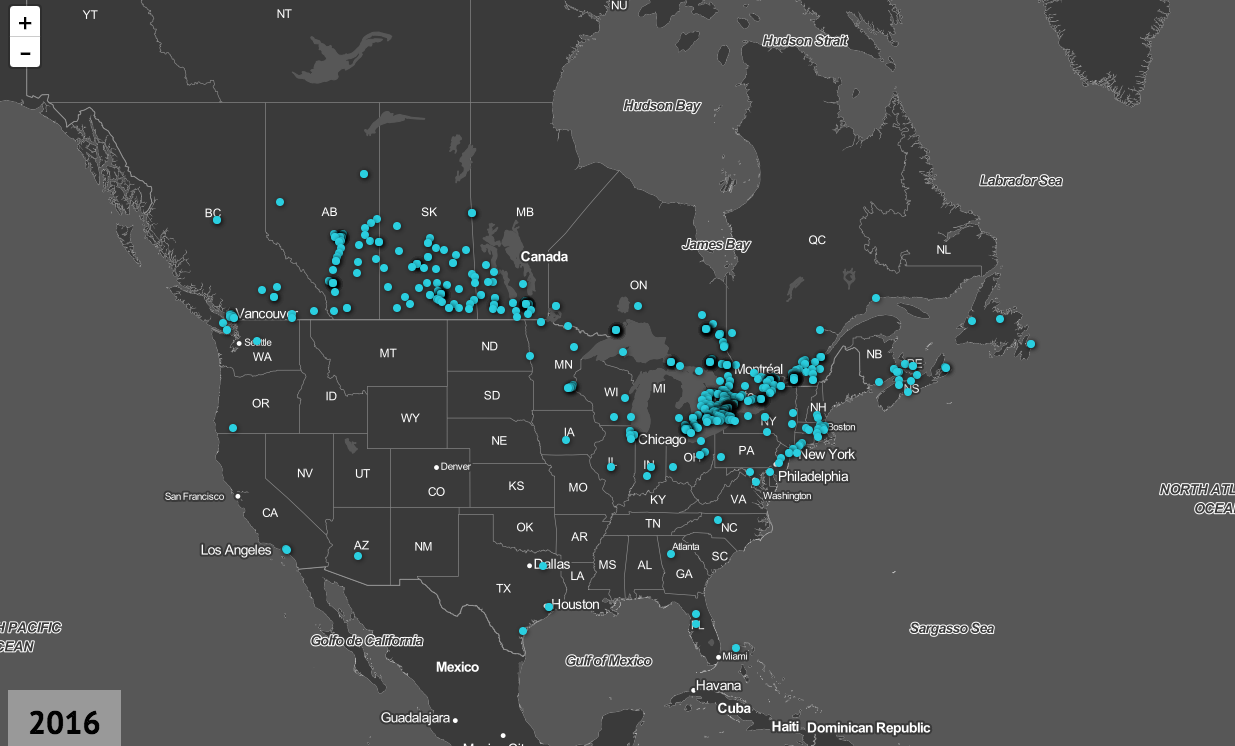 +
−
YT
NT
NU
Hudson Strait
Hudson Bay
Labrador Sea
BC
AB
SK
MB
QC
James Bay
NL
Canada
ON
Vancouver
Seattle
WA
MT
ND
MN
NB
PE
NS
Montréal
OR
ID
WY
SD
WI
MI
NH
NY
Boston
IA
Chicago
NE
NV
UT
Denver
IL
IN
OH
PA
New York
Philadelphia
San Francisco
CO
KS
MO
KY
VA
Washington
NORTH ATL
OCEA
CA
OK
TN
NC
Los Angeles
AZ
NM
AR
Atlanta
SC
Dallas
MS
AL
GA
LA
TX
Houston
H PACIFIC
CEAN
FL
Sargasso Sea
Golfo de California
Mexico
Gulf of Mexico
Miami
Havana
Cuba
Guadalajara
Haiti
Dominican Republic
Mexico City
2016